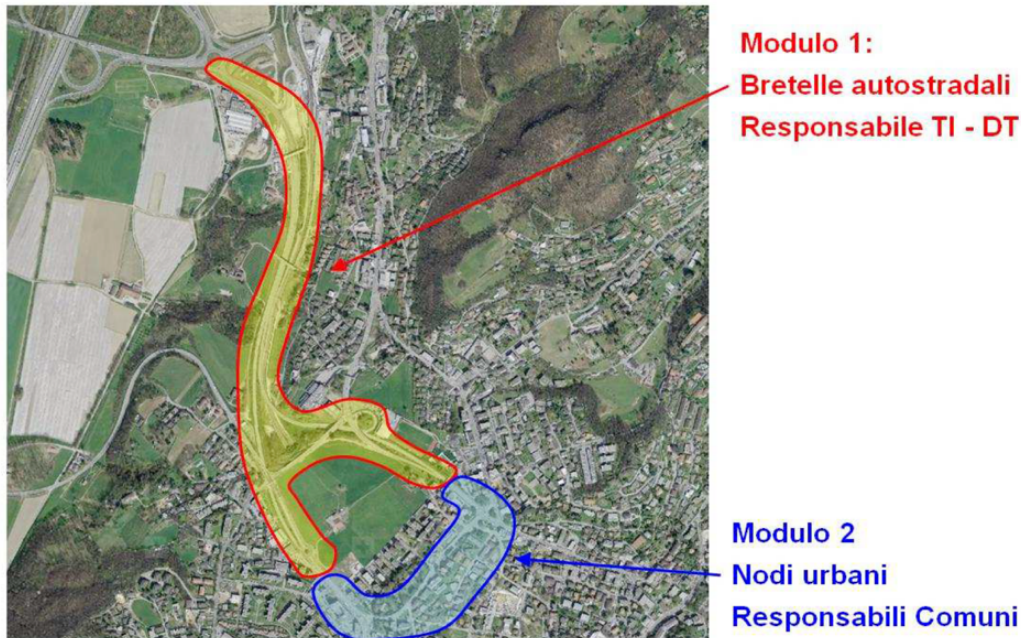 Modulo 1:
Bretelle autostradali
Responsabile TI - DT
Modulo 2
Nodi urbani
Responsabili Comuni